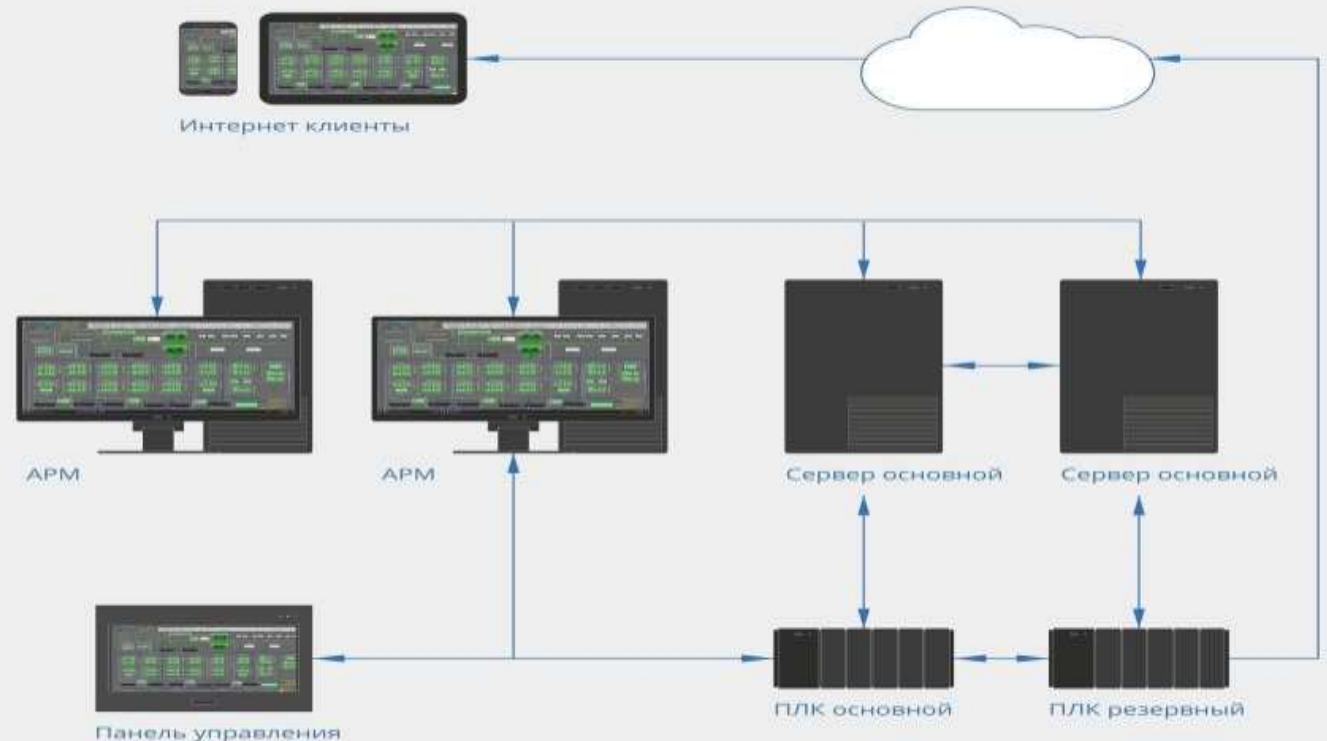 Интернет клиенты
АРМ
АРМ
Сервер основной
Сервер основной
Панель управления
ПЛК основной
ПЛК резервный